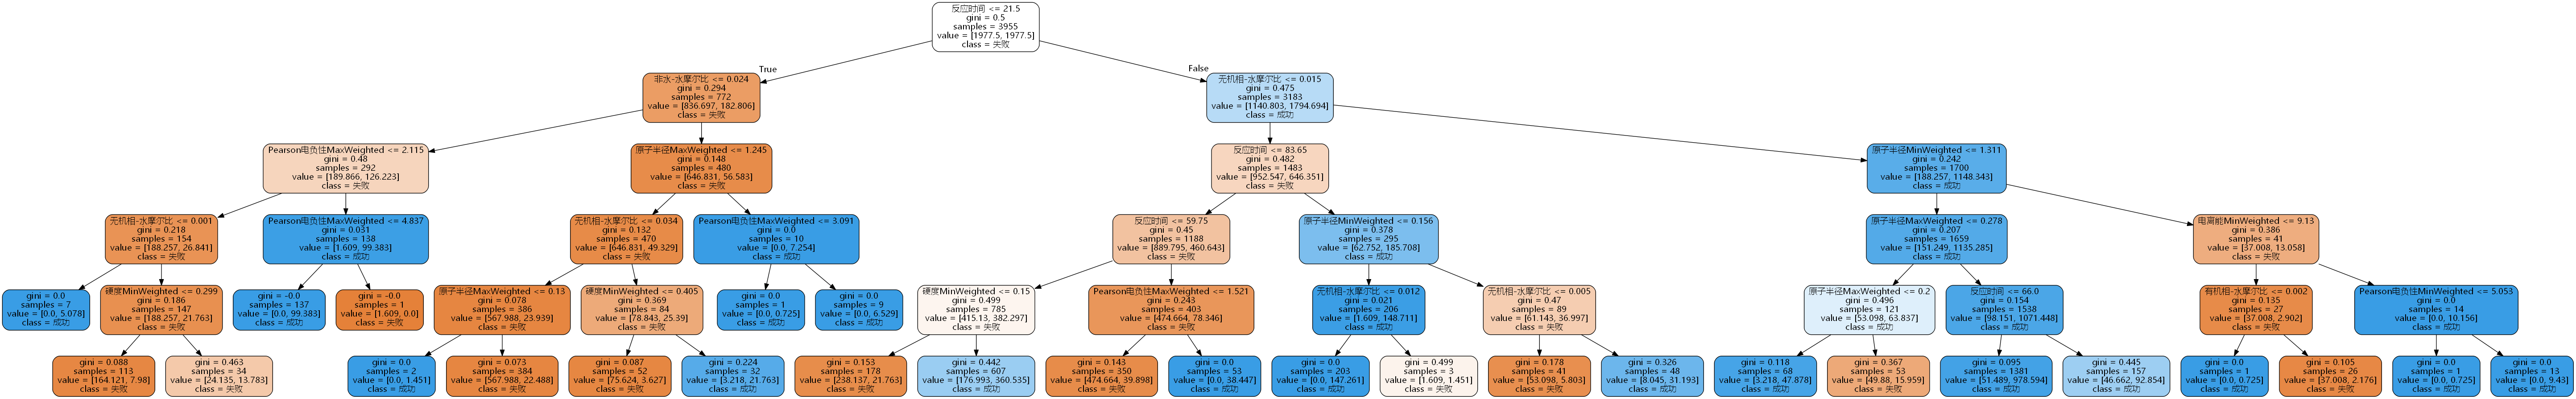 反应时间 <= 21.5
gini = 0.5
samples = 3955
value = [1977.5, 1977.5]
class = 失败
True
False
非水-水摩尔比 <= 0.024
gini = 0.294
samples = 772
value = [836.697, 182.806]
class = 失败
无机相-水摩尔比 <= 0.015
gini = 0.475
samples = 3183
value = [1140.803, 1794.694]
class = 成功
Pearson电负性MaxWeighted <= 2.115
gini = 0.48
samples = 292
value = [189.866, 126.223]
class = 失败
原子半径MaxWeighted <= 1.245
gini = 0.148
samples = 480
value = [646.831, 56.583]
class = 失败
反应时间 <= 83.65
gini = 0.482
samples = 1483
value = [952.547, 646.351]
class = 失败
原子半径MinWeighted <= 1.311
gini = 0.242
samples = 1700
value = [188.257, 1148.343]
class = 成功
无机相-水摩尔比 <= 0.001
gini = 0.218
samples = 154
value = [188.257, 26.841]
class = 失败
Pearson电负性MaxWeighted <= 4.837
gini = 0.031
samples = 138
value = [1.609, 99.383]
class = 成功
无机相-水摩尔比 <= 0.034
gini = 0.132
samples = 470
value = [646.831, 49.329]
class = 失败
Pearson电负性MaxWeighted <= 3.091
gini = 0.0
samples = 10
value = [0.0, 7.254]
class = 成功
反应时间 <= 59.75
gini = 0.45
samples = 1188
value = [889.795, 460.643]
class = 失败
原子半径MinWeighted <= 0.156
gini = 0.378
samples = 295
value = [62.752, 185.708]
class = 成功
原子半径MaxWeighted <= 0.278
gini = 0.207
samples = 1659
value = [151.249, 1135.285]
class = 成功
电离能MinWeighted <= 9.13
gini = 0.386
samples = 41
value = [37.008, 13.058]
class = 失败
gini = 0.0
samples = 7
value = [0.0, 5.078]
class = 成功
硬度MinWeighted <= 0.299
gini = 0.186
samples = 147
value = [188.257, 21.763]
class = 失败
gini = -0.0
samples = 137
value = [0.0, 99.383]
class = 成功
gini = -0.0
samples = 1
value = [1.609, 0.0]
class = 失败
原子半径MaxWeighted <= 0.13
gini = 0.078
samples = 386
value = [567.988, 23.939]
class = 失败
硬度MinWeighted <= 0.405
gini = 0.369
samples = 84
value = [78.843, 25.39]
class = 失败
gini = 0.0
samples = 1
value = [0.0, 0.725]
class = 成功
gini = 0.0
samples = 9
value = [0.0, 6.529]
class = 成功
硬度MinWeighted <= 0.15
gini = 0.499
samples = 785
value = [415.13, 382.297]
class = 失败
Pearson电负性MaxWeighted <= 1.521
gini = 0.243
samples = 403
value = [474.664, 78.346]
class = 失败
无机相-水摩尔比 <= 0.012
gini = 0.021
samples = 206
value = [1.609, 148.711]
class = 成功
无机相-水摩尔比 <= 0.005
gini = 0.47
samples = 89
value = [61.143, 36.997]
class = 失败
原子半径MaxWeighted <= 0.2
gini = 0.496
samples = 121
value = [53.098, 63.837]
class = 成功
反应时间 <= 66.0
gini = 0.154
samples = 1538
value = [98.151, 1071.448]
class = 成功
有机相-水摩尔比 <= 0.002
gini = 0.135
samples = 27
value = [37.008, 2.902]
class = 失败
Pearson电负性MinWeighted <= 5.053
gini = 0.0
samples = 14
value = [0.0, 10.156]
class = 成功
gini = 0.088
samples = 113
value = [164.121, 7.98]
class = 失败
gini = 0.463
samples = 34
value = [24.135, 13.783]
class = 失败
gini = 0.0
samples = 2
value = [0.0, 1.451]
class = 成功
gini = 0.073
samples = 384
value = [567.988, 22.488]
class = 失败
gini = 0.087
samples = 52
value = [75.624, 3.627]
class = 失败
gini = 0.224
samples = 32
value = [3.218, 21.763]
class = 成功
gini = 0.153
samples = 178
value = [238.137, 21.763]
class = 失败
gini = 0.442
samples = 607
value = [176.993, 360.535]
class = 成功
gini = 0.143
samples = 350
value = [474.664, 39.898]
class = 失败
gini = 0.0
samples = 53
value = [0.0, 38.447]
class = 成功
gini = 0.0
samples = 203
value = [0.0, 147.261]
class = 成功
gini = 0.499
samples = 3
value = [1.609, 1.451]
class = 失败
gini = 0.178
samples = 41
value = [53.098, 5.803]
class = 失败
gini = 0.326
samples = 48
value = [8.045, 31.193]
class = 成功
gini = 0.118
samples = 68
value = [3.218, 47.878]
class = 成功
gini = 0.367
samples = 53
value = [49.88, 15.959]
class = 失败
gini = 0.095
samples = 1381
value = [51.489, 978.594]
class = 成功
gini = 0.445
samples = 157
value = [46.662, 92.854]
class = 成功
gini = 0.0
samples = 1
value = [0.0, 0.725]
class = 成功
gini = 0.105
samples = 26
value = [37.008, 2.176]
class = 失败
gini = 0.0
samples = 1
value = [0.0, 0.725]
class = 成功
gini = 0.0
samples = 13
value = [0.0, 9.43]
class = 成功